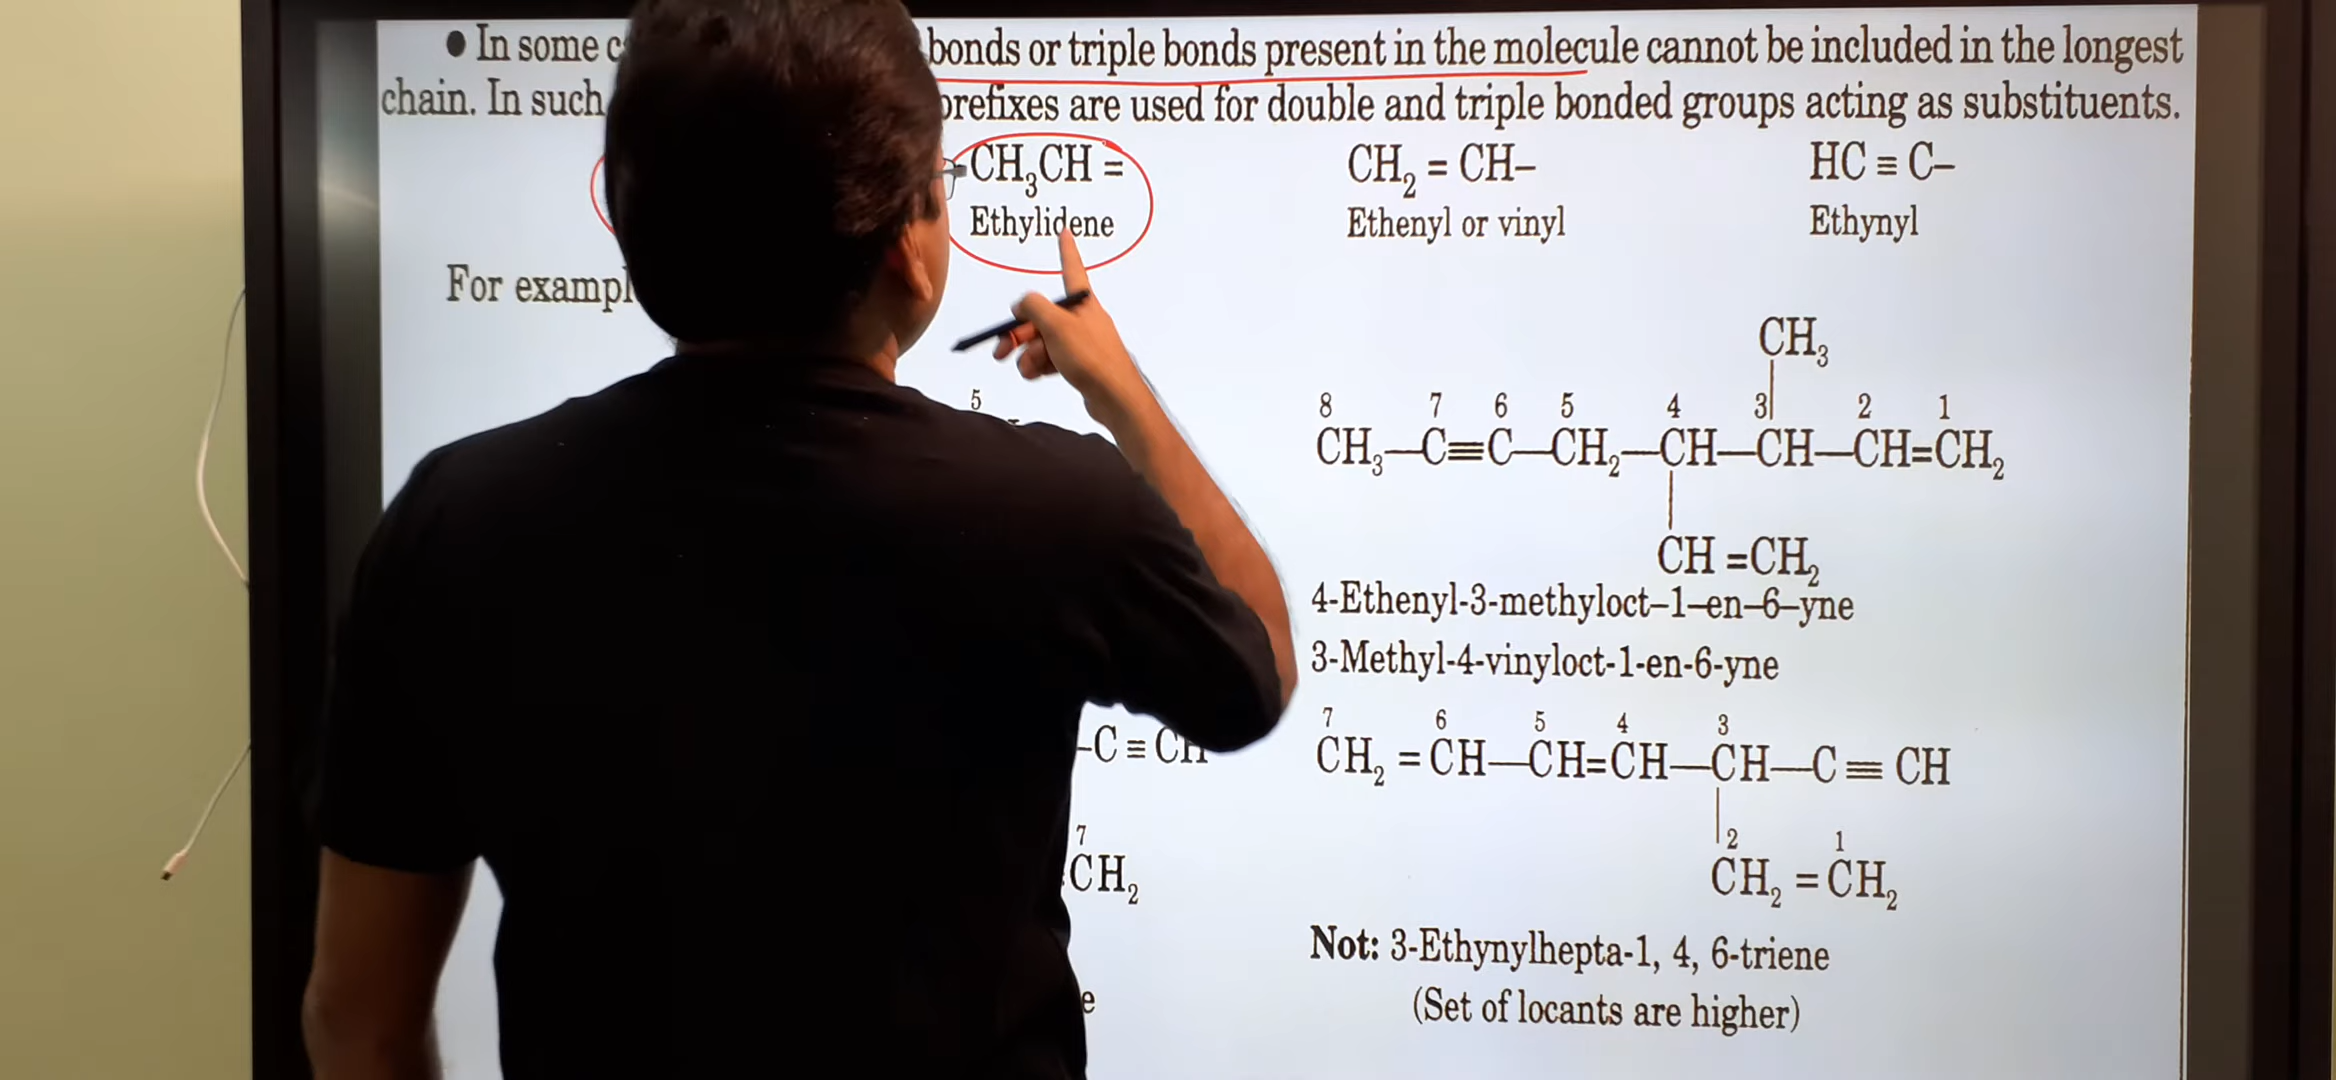 ● In some bonds or triple bonds present in the molecule cannot be included in the longest
chain. In such prefixes are used for double and triple bonded groups acting as substituents.
CH₃CH = CH₂ = CH– HC ≡ C–
Ethylidene Ethenyl or vinyl Ethynyl
For
CH₃
5 8 7 6 5 4 3 2 1
CH₃—C≡C—CH₂—CH—CH—CH=CH₂
CH =CH₂
4-Ethenyl-3-methyloct–1–en–6–yne
3-Methyl-4-vinyloct-1-en-6-yne
7 6 5 4 3
–C ≡ CH CH₂ = CH—CH=CH—CH—C ≡ CH
7 2 1
CH₂ CH₂ = CH₂
Not: 3-Ethynylhepta-1, 4, 6-triene
(Set of locants are higher)